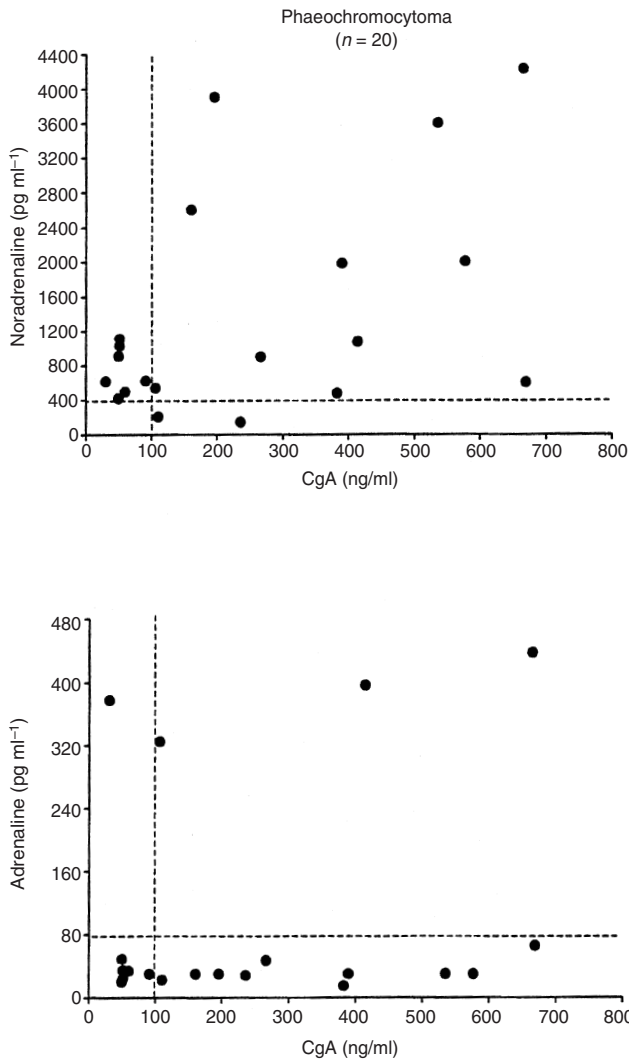 Phaeochromocytoma
(n = 20)
Noradrenaline (pg ml⁻¹)
4400
4000
3600
3200
2800
2400
2000
1600
1200
800
400
0
0 100 200 300 400 500 600 700 800
CgA (ng/ml)
Adrenaline (pg ml⁻¹)
480
400
320
240
160
80
0
0 100 200 300 400 500 600 700 800
CgA (ng/ml)